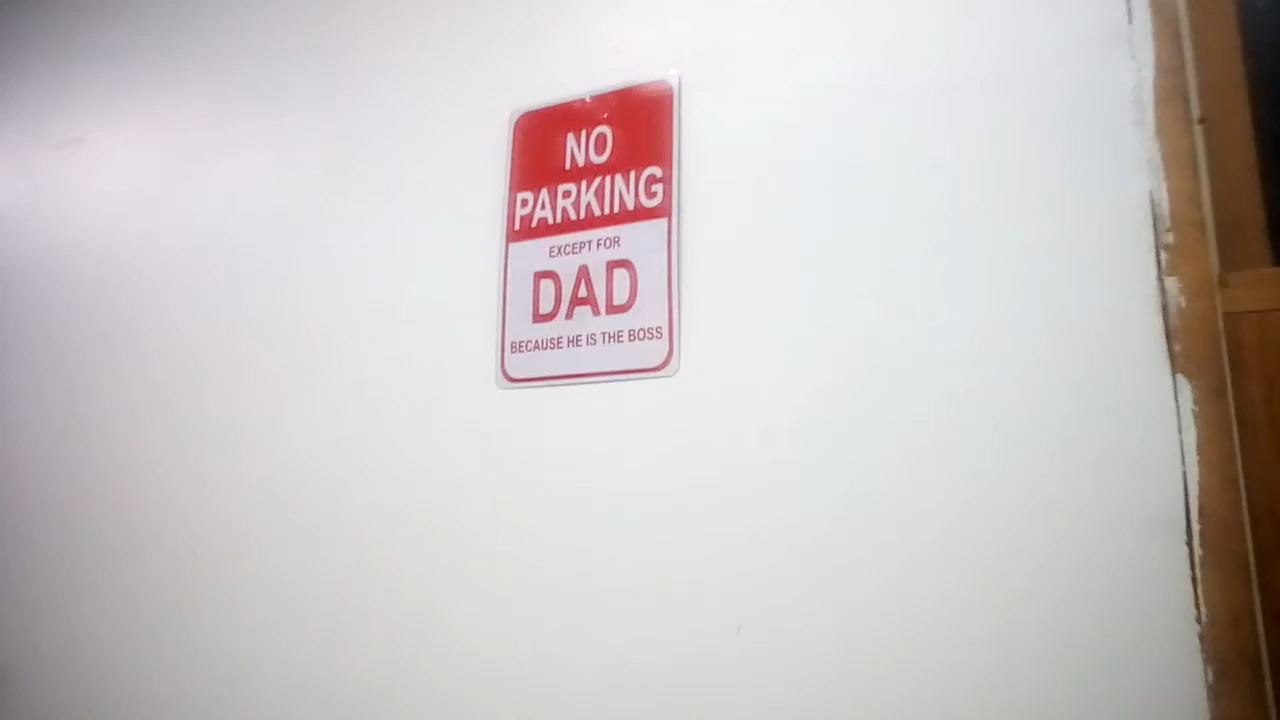 NO
PARKING
EXCEPT FOR
DAD
BECAUSE HE IS THE BOSS